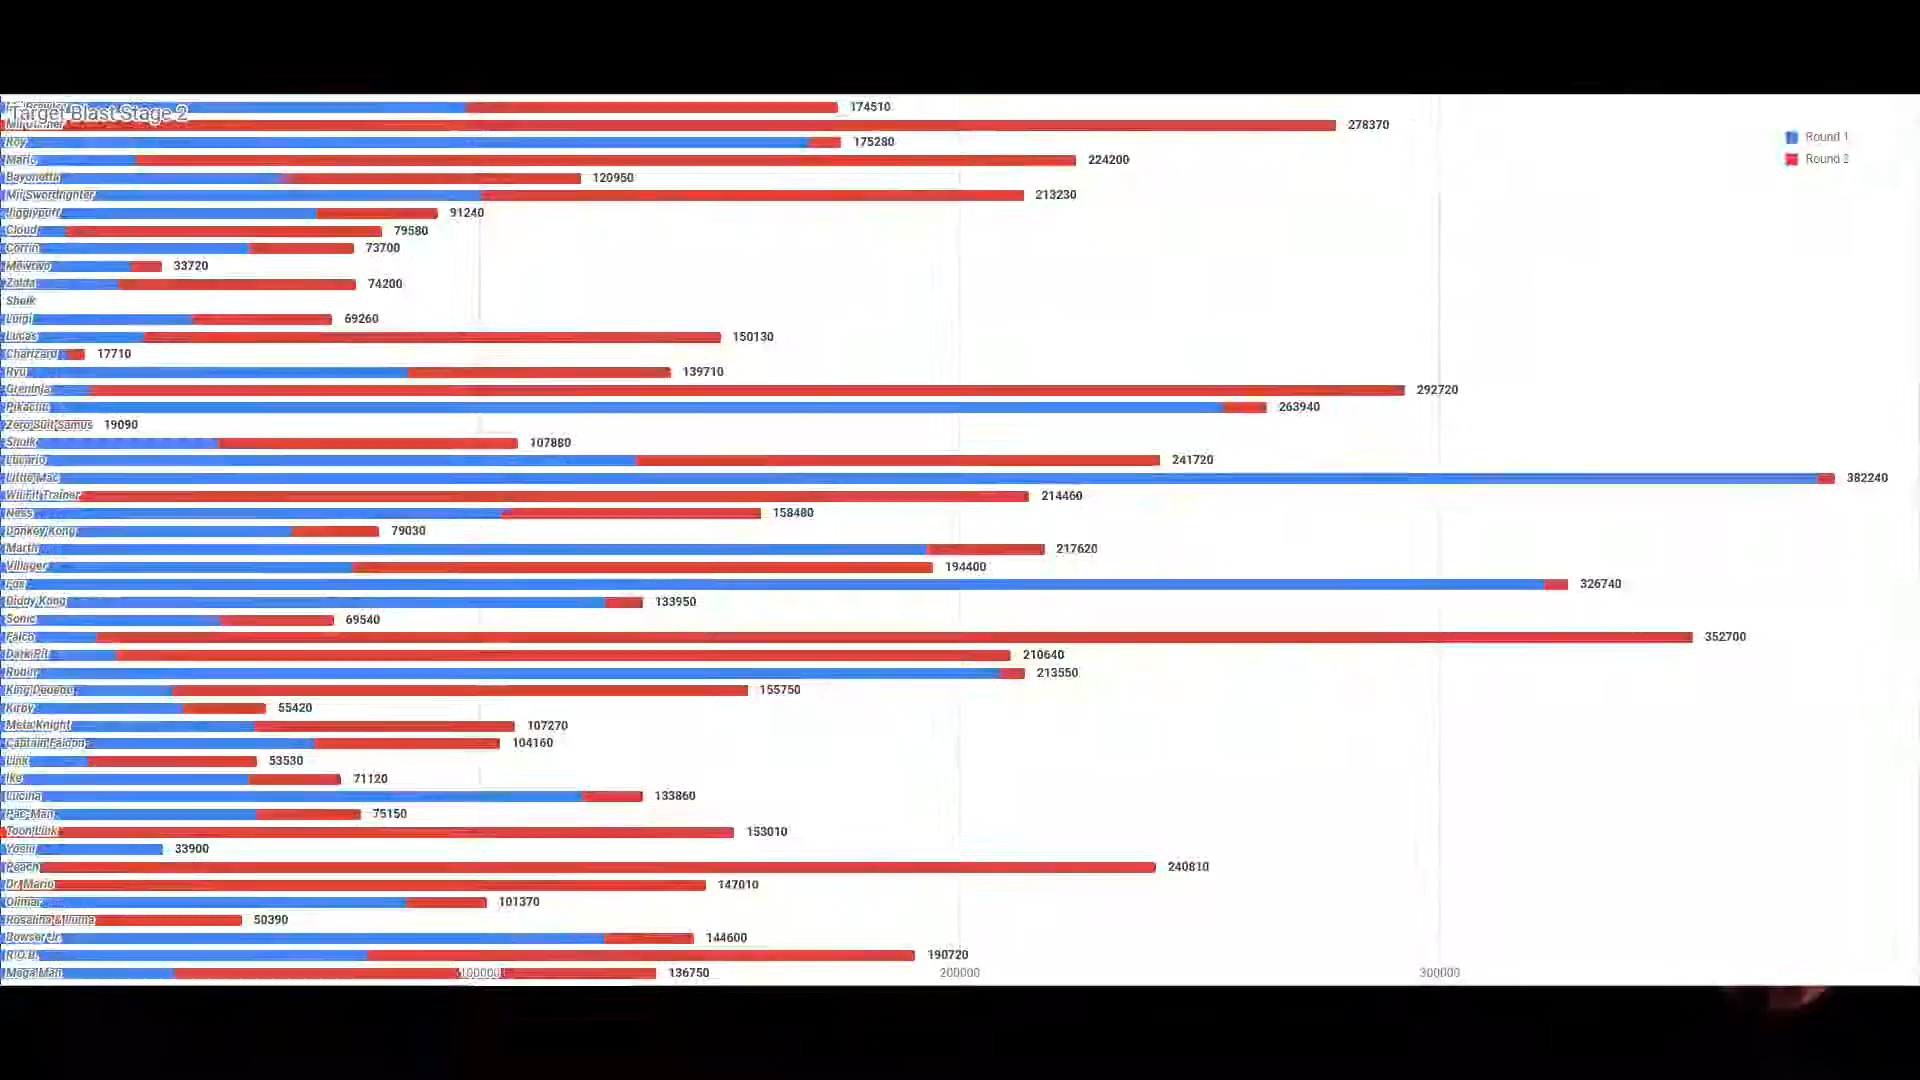 Target Blast Stage 2
174510
278370
Round 1
Roy 175280
Mario 224200
Round 2
Bayonetta 120950
Mii Swordfighter 213230
Jigglypuff 91240
Cloud 79580
Corrin 73700
Mewtwo 33720
Zelda 74200
Sheik
Luigi 69260
Lucas 150130
Charizard 17710
Ryu 139710
Greninja 292720
Pikachu 263940
Zero Suit Samus 19090
Shulk 107880
Lucario 241720
Little Mac 382240
Wii Fit Trainer 214460
Ness 158480
Donkey Kong 79030
Marth 217620
Villager 194400
Fox 326740
Diddy Kong 133950
Sonic 69540
Falco 352700
Dark Pit 210640
Robin 213550
King Dedede 155750
Kirby 55420
Meta Knight 107270
Captain Falcon 104160
Link 53530
Ike 71120
Lucina 133860
Pac-Man 75150
Toon Link 153010
Yoshi 33900
Peach 240810
Dr. Mario 147010
Olimar 101370
Rosalina & Luma 50390
Bowser Jr. 144600
R.O.B. 190720
Mega Man 136750
100000 200000 300000